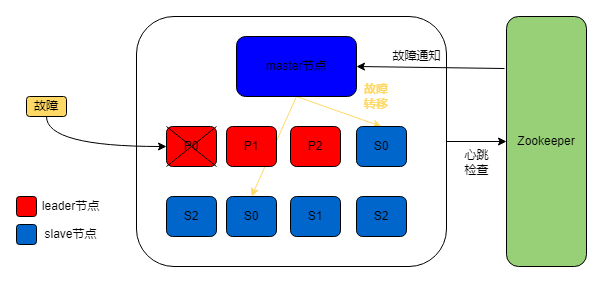 master节点
故障通知
故障
转移
故障
P0
P1
P2
S0
Zookeeper
心跳
检查
leader节点
slave节点
S2
S0
S1
S2